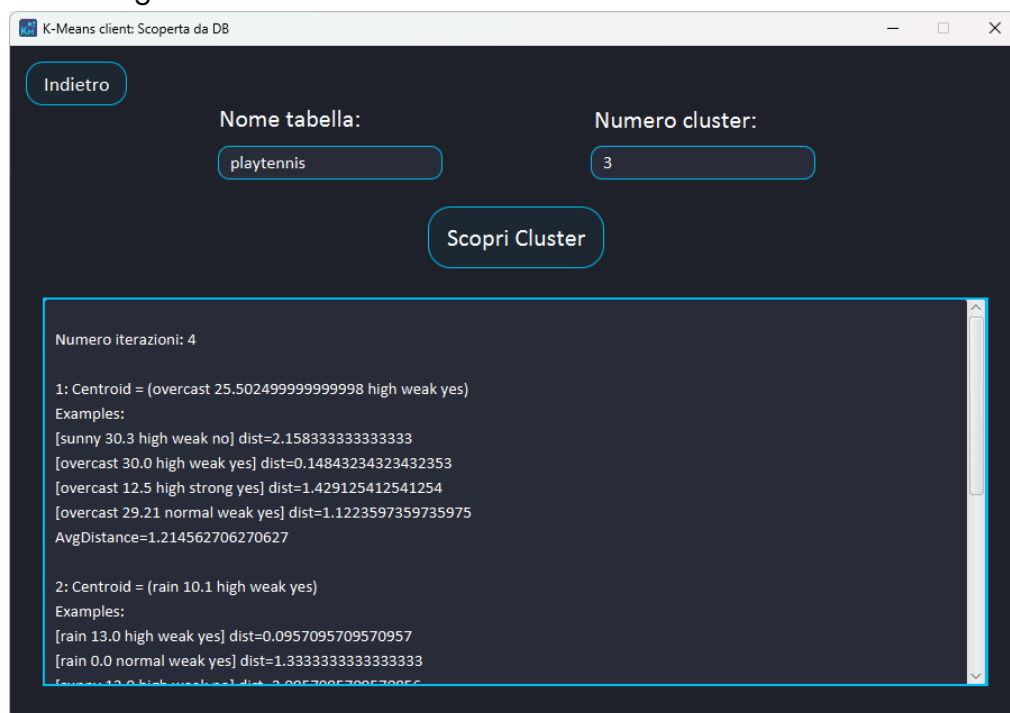 K-Means client: Scoperta da DB
Indietro
Nome tabella:
Numero cluster:
playtennis
3
Scopri Cluster
Numero iterazioni: 4
1: Centroid = (overcast 25.502499999999998 high weak yes)
Examples:
[sunny 30.3 high weak no] dist=2.158333333333333
[overcast 30.0 high weak yes] dist=0.14843234323432353
[overcast 12.5 high strong yes] dist=1.429125412541254
[overcast 29.21 normal weak yes] dist=1.1223597359735975
AvgDistance=1.214562706270627
2: Centroid = (rain 10.1 high weak yes)
Examples:
[rain 13.0 high weak yes] dist=0.0957095709570957
[rain 0.0 normal weak yes] dist=1.3333333333333333